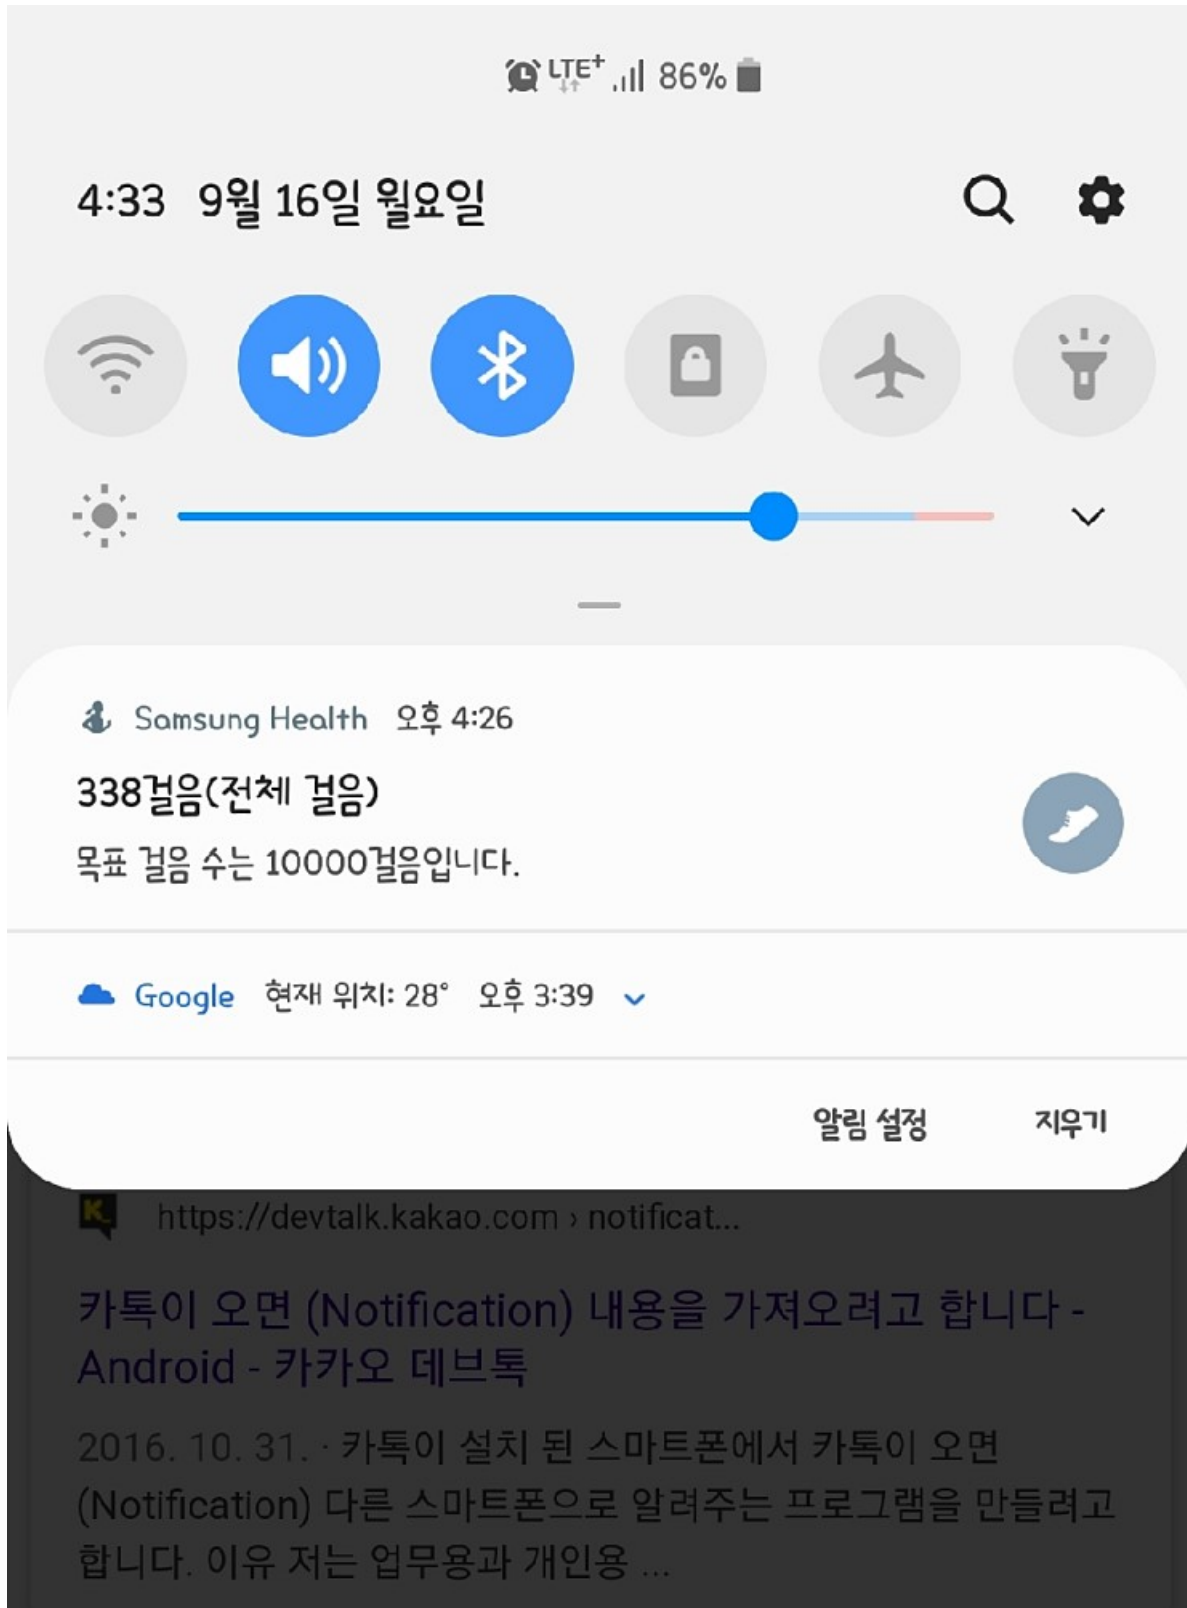 LTE+ 86%
4:33 9월 16일 월요일
Samsung Health 오후 4:26
338걸음(전체 걸음)
목표 걸음 수는 10000걸음입니다.
Google 현재 위치: 28° 오후 3:39
알림 설정 지우기
K_ https://devtalk.kakao.com › notificat...
카톡이 오면 (Notification) 내용을 가져오려고 합니다 -
Android - 카카오 데브톡
2016. 10. 31. · 카톡이 설치 된 스마트폰에서 카톡이 오면
(Notification) 다른 스마트폰으로 알려주는 프로그램을 만들려고
합니다. 이유 저는 업무용과 개인용 ...